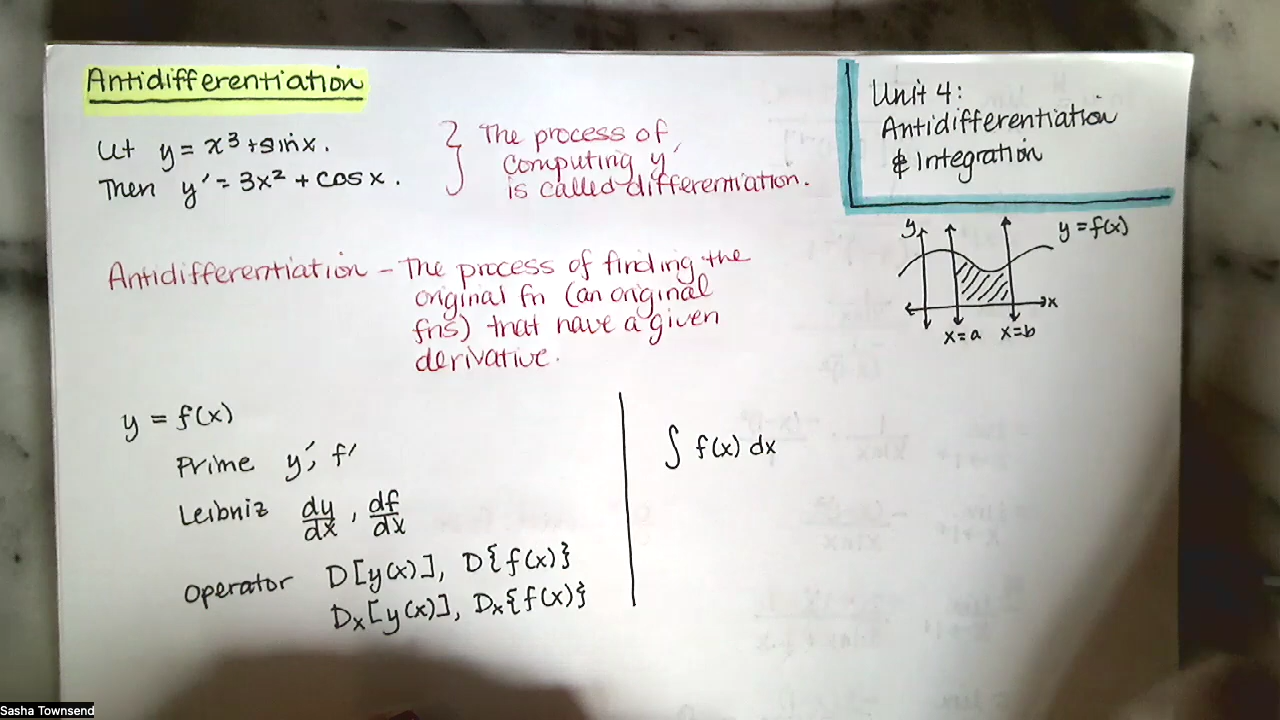 Antidifferentiation
Let y = x³ + sin x.
Then y' = 3x² + cos x.
} The process of
computing y'
is called differentiation.
Unit 4:
Antidifferentiation
& Integration
y
y = f(x)
x
x=a x=b
Antidifferentiation – The process of finding the
original fn (an original
fns) that have a given
derivative.
y = f(x)
Prime y', f'
Leibniz dy/dx, df/dx
operator D[y(x)], D{f(x)}
Dx[y(x)], Dx{f(x)}
∫ f(x) dx
Sasha Townsend